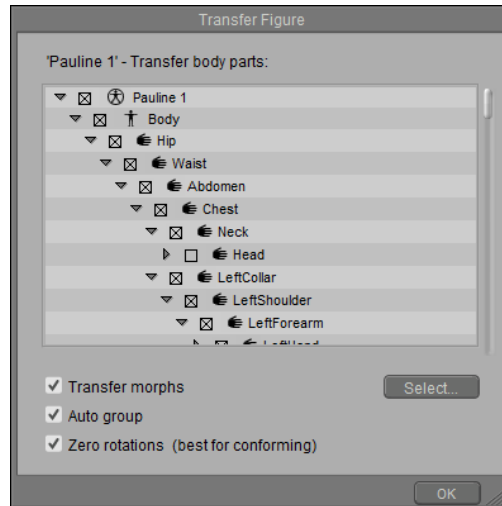 Transfer Figure
'Pauline 1' - Transfer body parts:
Pauline 1
Body
Hip
Waist
Abdomen
Chest
Neck
Head
LeftCollar
LeftShoulder
LeftForearm
LeftHand
Transfer morphs
Select...
Auto group
Zero rotations (best for conforming)
OK